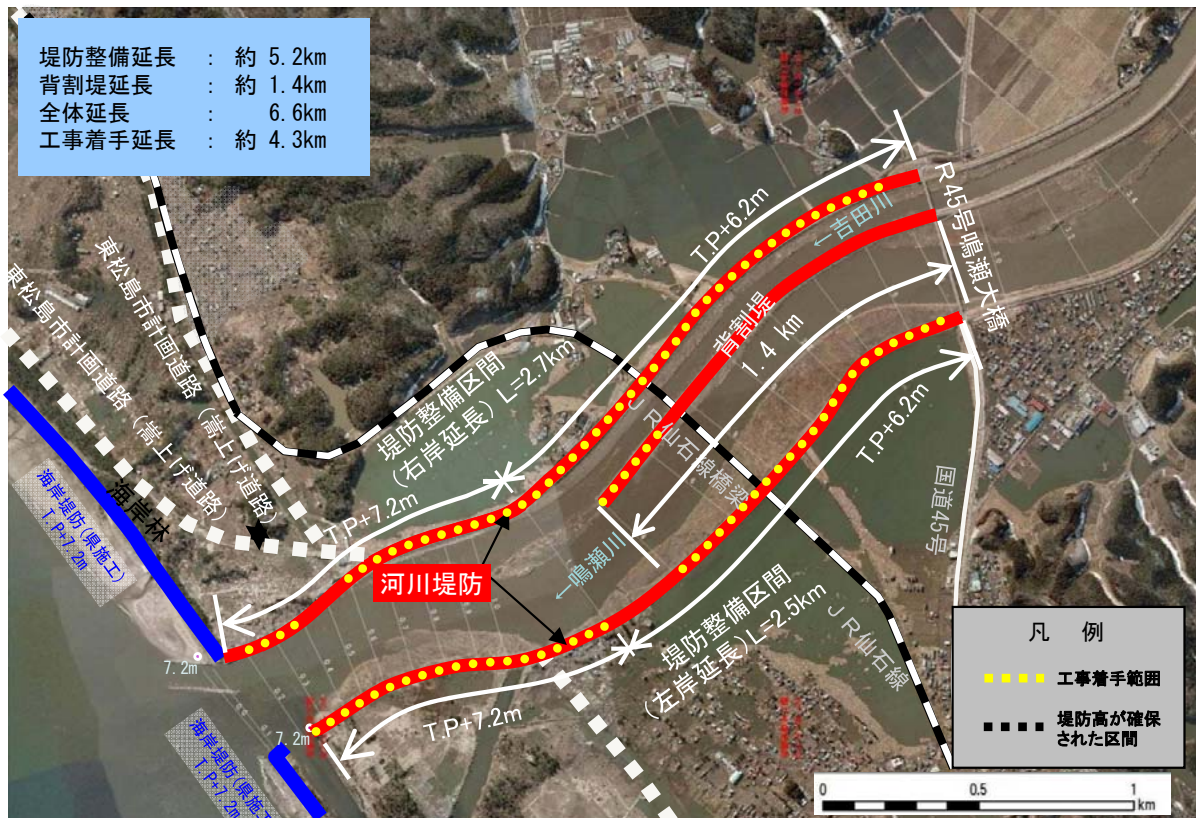 堤防整備延長 : 約 5.2km
背割堤延長 : 約 1.4km
全体延長 : 6.6km
工事着手延長 : 約 4.3km
R45号鳴瀬大橋
T.P+6.2m
←吉田川
背割堤
1.4 km
東松島市計画道路(嵩上げ道路)
東松島市計画道路(嵩上げ道路)
堤防整備区間
(右岸延長)L=2.7km
JR仙石線橋梁
T.P+6.2m
国道45号
海岸堤防(県施工)
T.P+7.2m
海岸林
T.P+7.2m
河川堤防
←鳴瀬川
堤防整備区間
(左岸延長)L=2.5km
JR仙石線
7.2m
7.2m
T.P+7.2m
海岸堤防(県施工
T.P+7.2m
凡 例
工事着手範囲
堤防高が確保
された区間
0 0.5 1
km